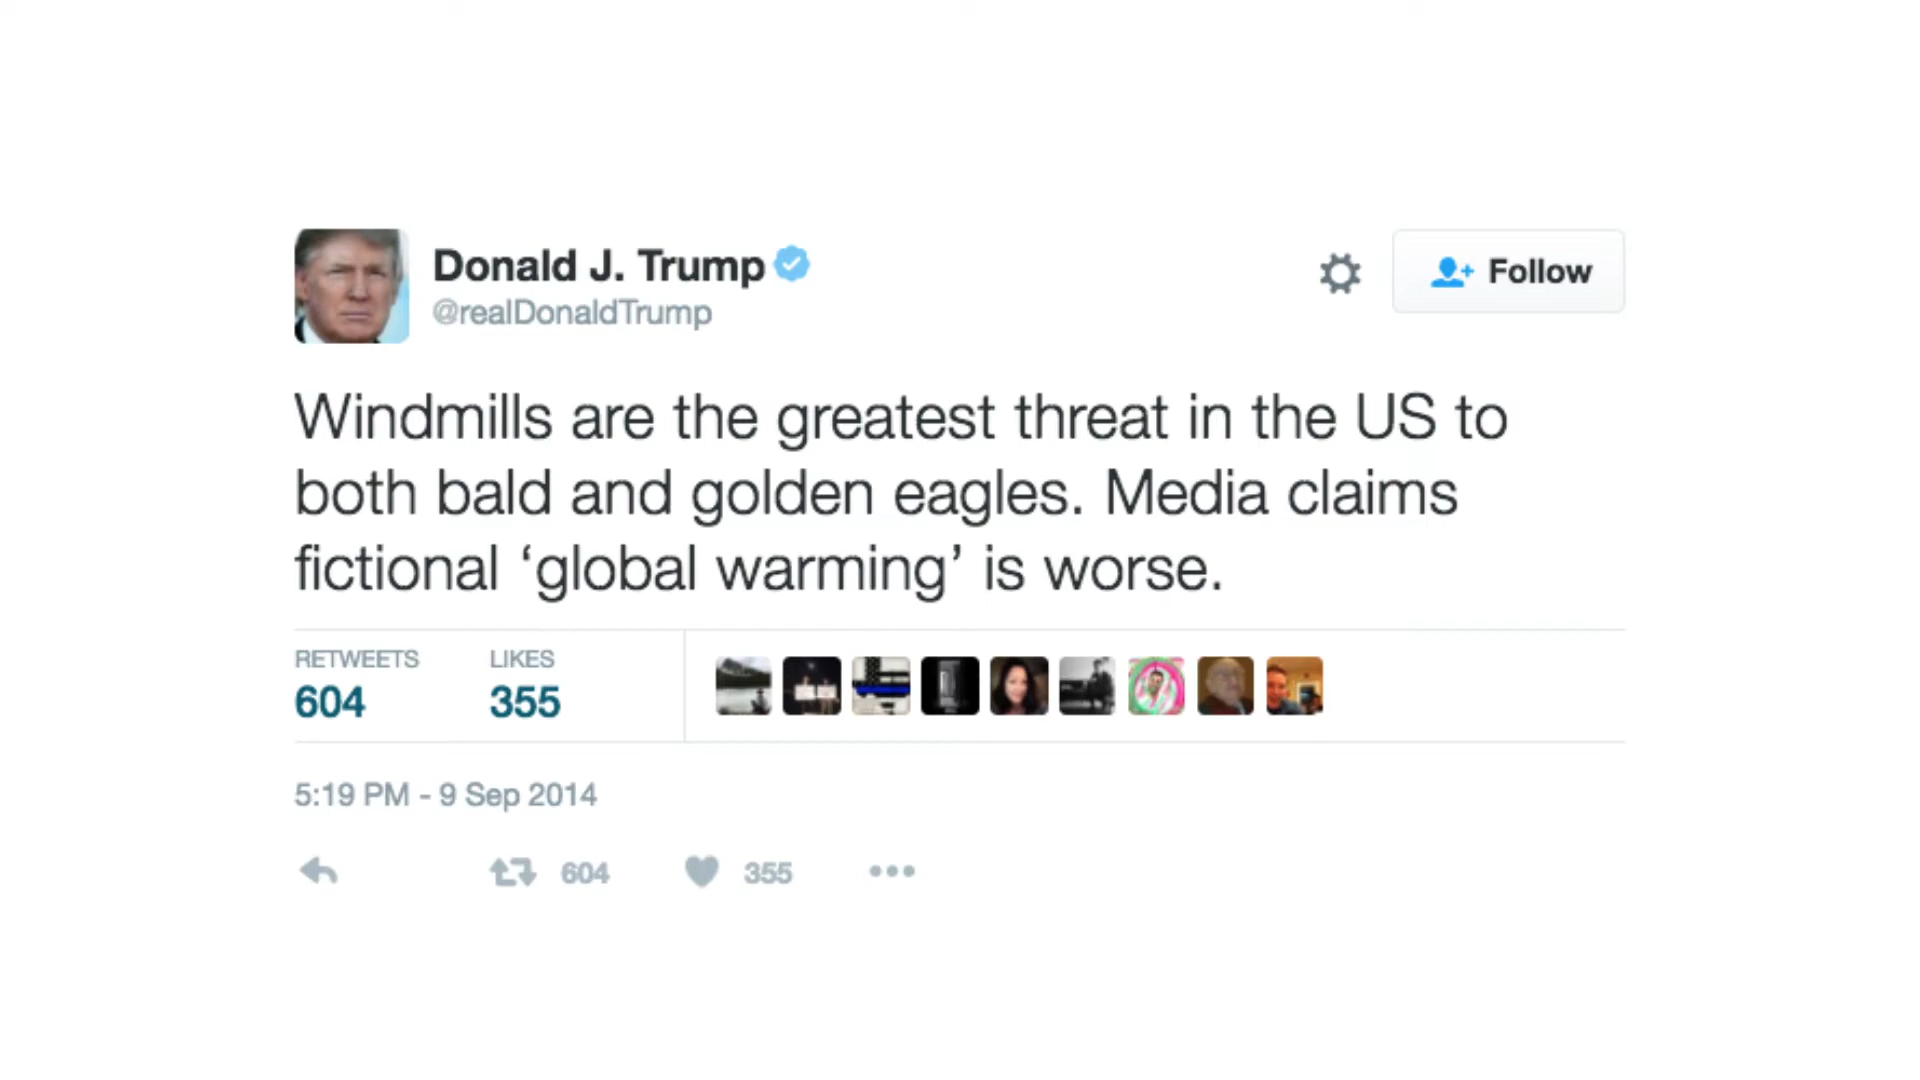 Donald J. Trump
@realDonaldTrump
Follow
Windmills are the greatest threat in the US to
both bald and golden eagles. Media claims
fictional ‘global warming’ is worse.
RETWEETS LIKES
604 355
5:19 PM - 9 Sep 2014
604 355